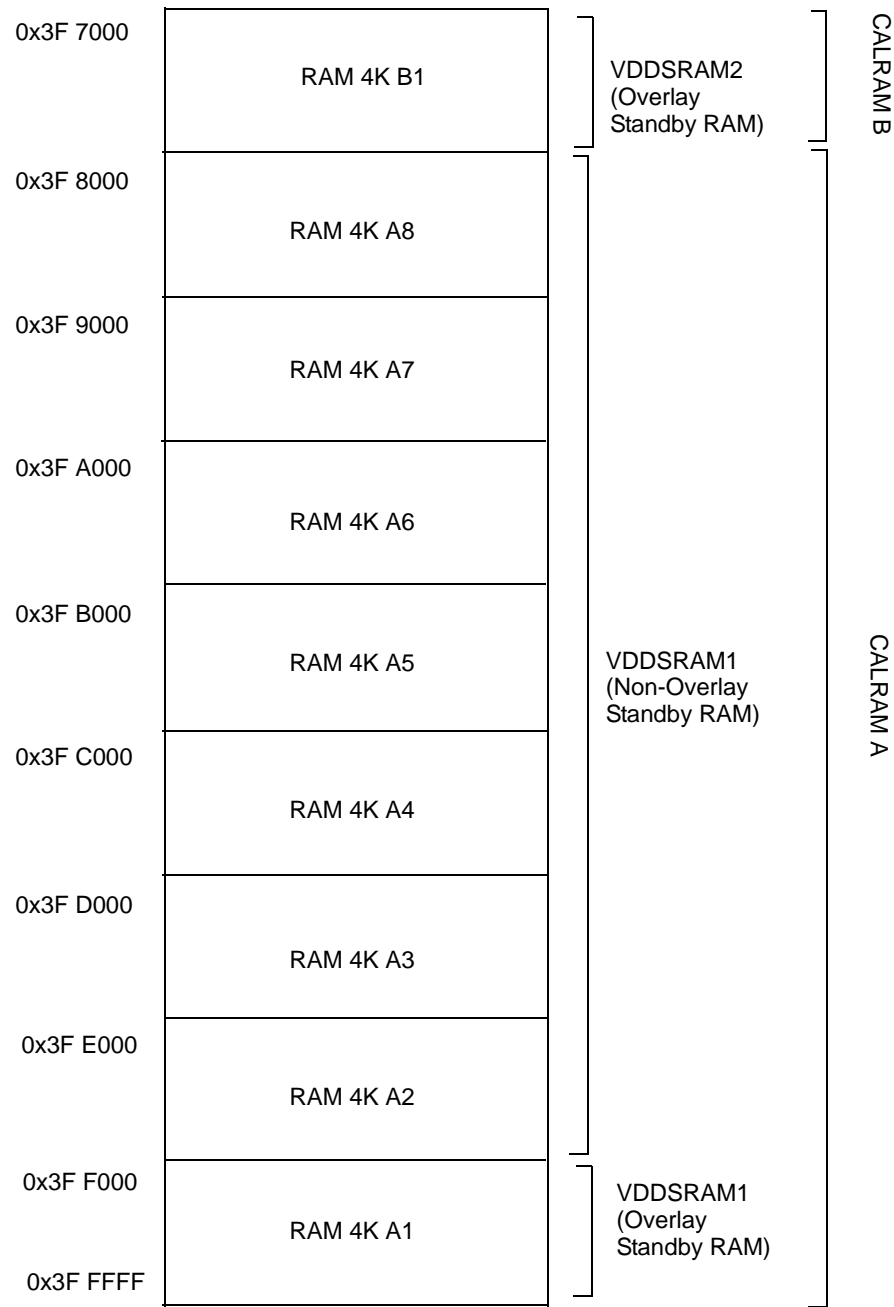 0x3F 7000
RAM 4K B1
VDDSRAM2
(Overlay
Standby RAM)
CALRAM B
0x3F 8000
RAM 4K A8
0x3F 9000
RAM 4K A7
0x3F A000
RAM 4K A6
0x3F B000
RAM 4K A5
VDDSRAM1
(Non-Overlay
Standby RAM)
CALRAM A
0x3F C000
RAM 4K A4
0x3F D000
RAM 4K A3
0x3F E000
RAM 4K A2
0x3F F000
RAM 4K A1
VDDSRAM1
(Overlay
Standby RAM)
0x3F FFFF